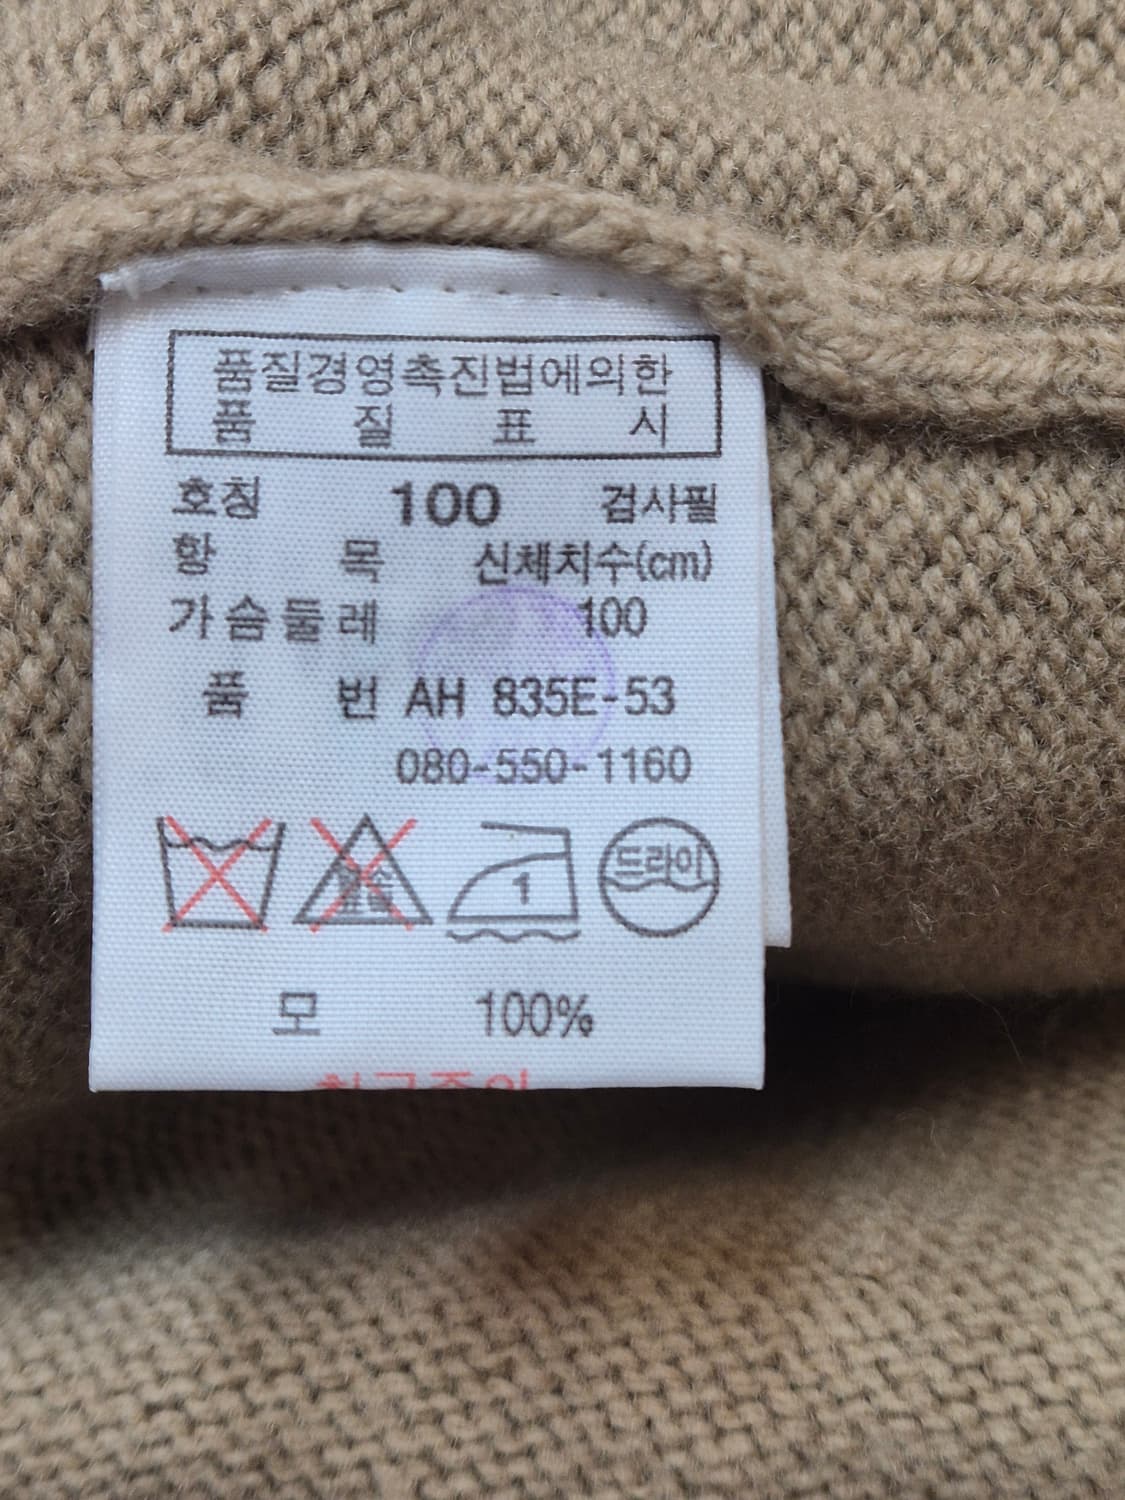 품질경영촉진법에의한
품 질 표 시
호칭 100 검사필
항 목 신체치수(cm)
가슴둘레 100
품 번 AH 835E-53
080-550-1160
1 드라이
모 100%